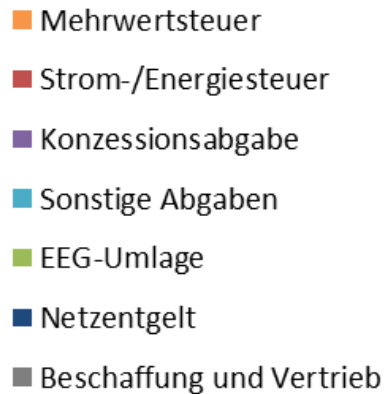 Mehrwertsteuer
Strom-/Energiesteuer
Konzessionsabgabe
Sonstige Abgaben
EEG-Umlage
Netzentgelt
Beschaffung und Vertrieb